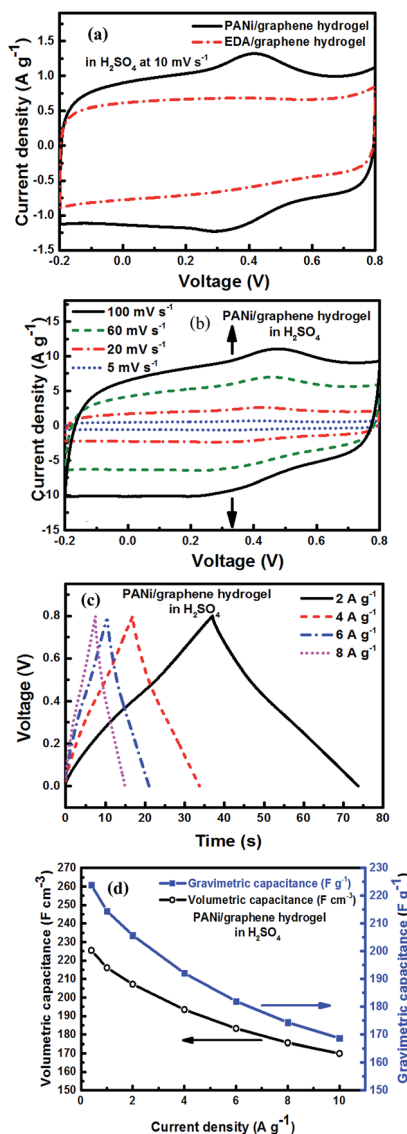 (a)
PANi/graphene hydrogel
EDA/graphene hydrogel
in H₂SO₄ at 10 mV s⁻¹
Current density (A g⁻¹)
1.5
1.0
0.5
0.0
-0.5
-1.0
-1.5
-0.2 0.0 0.2 0.4 0.6 0.8
Voltage (V)
(b)
100 mV s⁻¹
60 mV s⁻¹
20 mV s⁻¹
5 mV s⁻¹
PANi/graphene hydrogel
in H₂SO₄
Current density (A g⁻¹)
15
10
5
0
-5
-10
-15
-0.2 0.0 0.2 0.4 0.6 0.8
Voltage (V)
(c)
PANi/graphene hydrogel
in H₂SO₄
2 A g⁻¹
4 A g⁻¹
6 A g⁻¹
8 A g⁻¹
Voltage (V)
0.8
0.6
0.4
0.2
0.0
0 10 20 30 40 50 60 70 80
Time (s)
(d)
Gravimetric capacitance (F g⁻¹)
Volumetric capacitance (F cm⁻³)
PANi/graphene hydrogel
in H₂SO₄
Volumetric capacitance (F cm⁻³)
270
260
250
240
230
220
210
200
190
180
170
160
150
Gravimetric capacitance (F g⁻¹)
230
220
210
200
190
180
170
160
150
0 2 4 6 8 10
Current density (A g⁻¹)